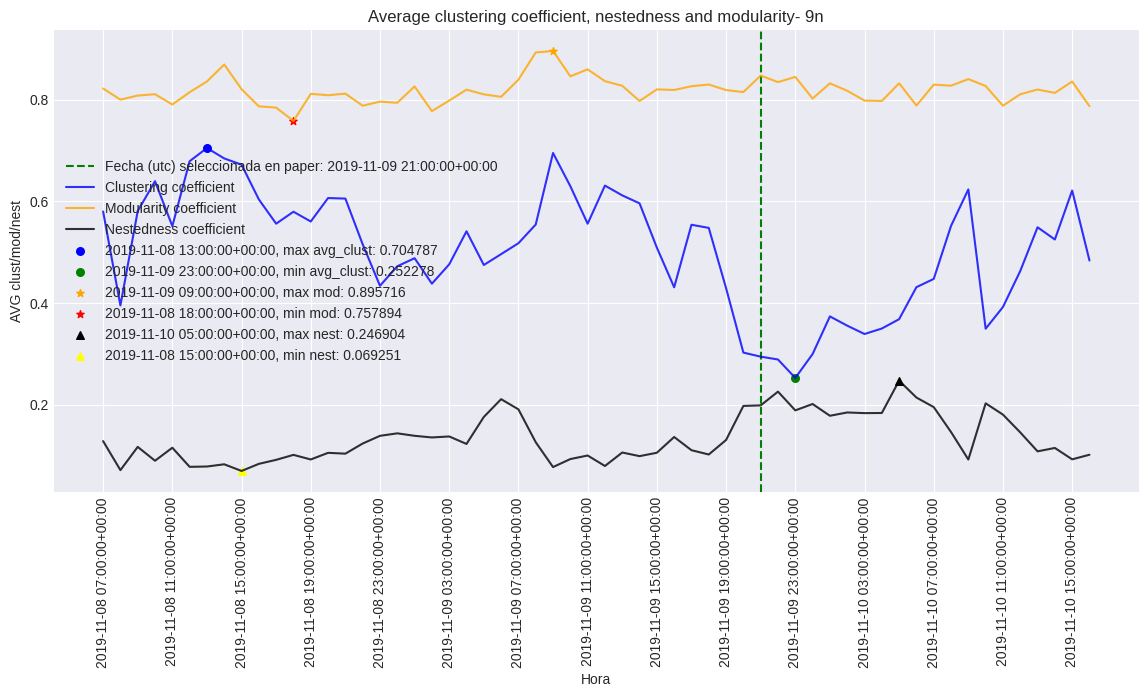 Average clustering coefficient, nestedness and modularity- 9n
AVG clust/mod/nest
0.8
0.6
0.4
0.2
Fecha (utc) seleccionada en paper: 2019-11-09 21:00:00+00:00
Clustering coefficient
Modularity coefficient
Nestedness coefficient
2019-11-08 13:00:00+00:00, max avg_clust: 0.704787
2019-11-09 23:00:00+00:00, min avg_clust: 0.252278
2019-11-09 09:00:00+00:00, max mod: 0.895716
2019-11-08 18:00:00+00:00, min mod: 0.757894
2019-11-10 05:00:00+00:00, max nest: 0.246904
2019-11-08 15:00:00+00:00, min nest: 0.069251
2019-11-08 07:00:00+00:00
2019-11-08 11:00:00+00:00
2019-11-08 15:00:00+00:00
2019-11-08 19:00:00+00:00
2019-11-08 23:00:00+00:00
2019-11-09 03:00:00+00:00
2019-11-09 07:00:00+00:00
2019-11-09 11:00:00+00:00
2019-11-09 15:00:00+00:00
2019-11-09 19:00:00+00:00
2019-11-09 23:00:00+00:00
2019-11-10 03:00:00+00:00
2019-11-10 07:00:00+00:00
2019-11-10 11:00:00+00:00
2019-11-10 15:00:00+00:00
Hora